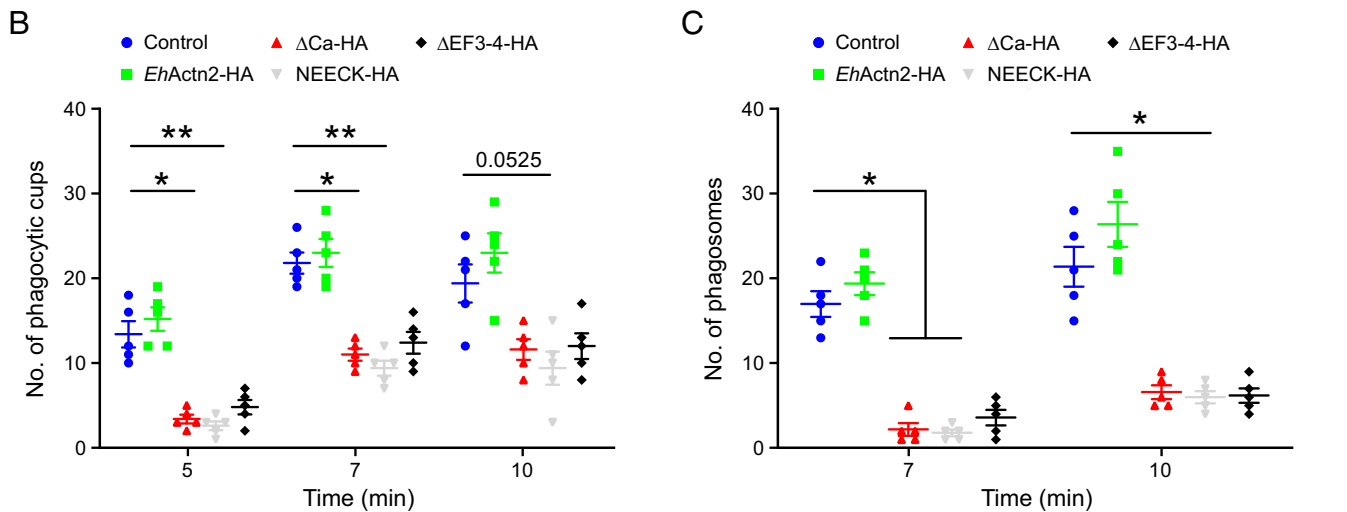 B
Control ΔCa-HA ΔEF3-4-HA
EhActn2-HA NEECK-HA
No. of phagocytic cups
40
30
20
10
0
** ** 0.0525
* *
5 7 10
Time (min)
C
Control ΔCa-HA ΔEF3-4-HA
EhActn2-HA NEECK-HA
No. of phagosomes
40
30
20
10
0
*
*
7 10
Time (min)